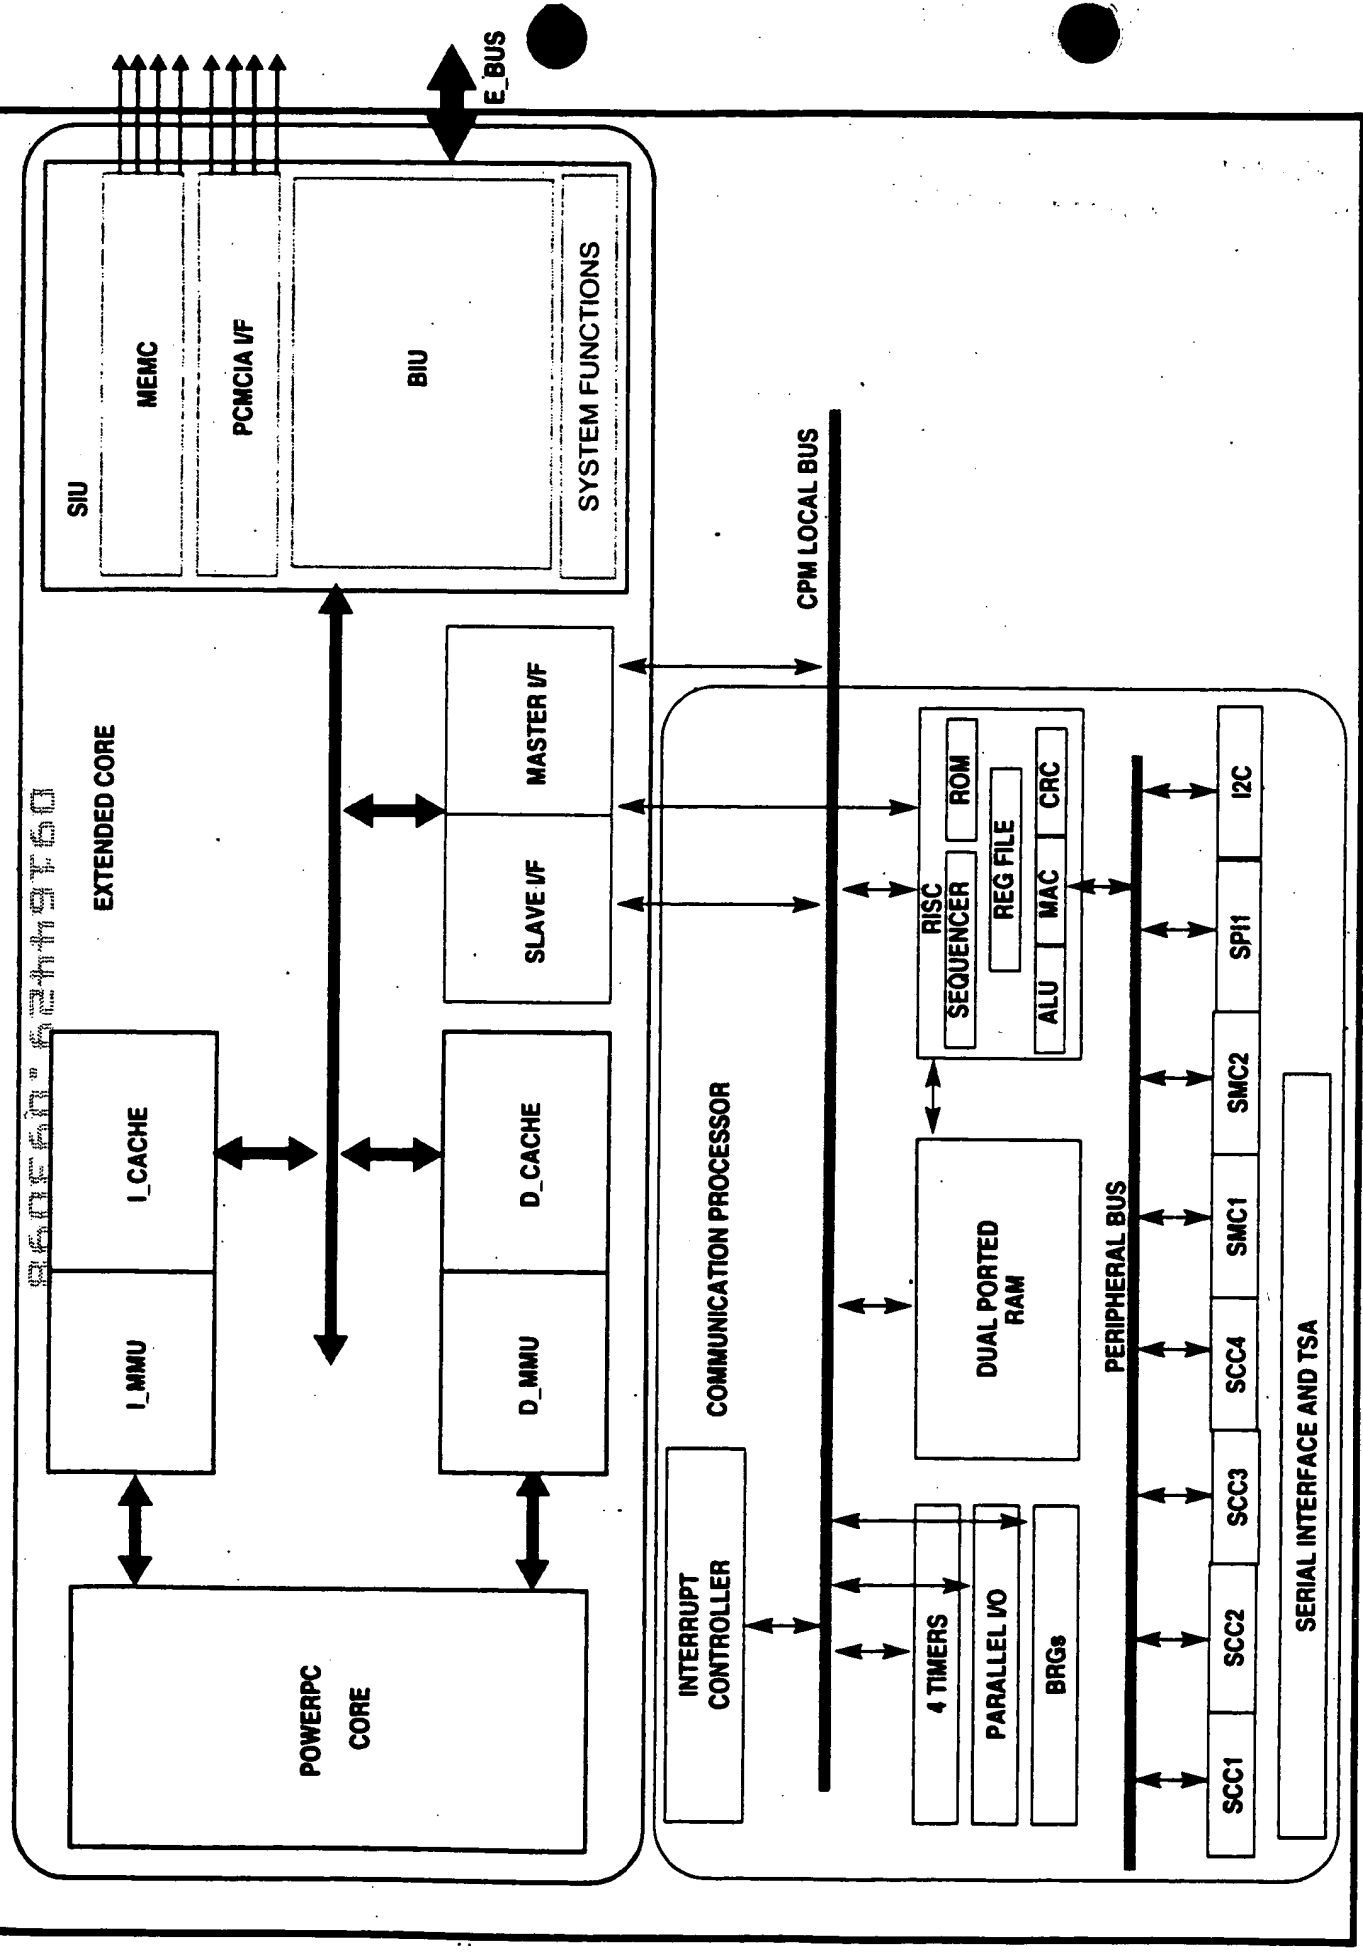 EXTENDED CORE
SIU
MEMC
PCMCIA I/F
BIU
SYSTEM FUNCTIONS
E_BUS
I_MMU
I_CACHE
POWERPC
CORE
D_MMU
D_CACHE
SLAVE I/F
MASTER I/F
INTERRUPT
CONTROLLER
COMMUNICATION PROCESSOR
CPM LOCAL BUS
4 TIMERS
PARALLEL I/O
BRGs
DUAL PORTED
RAM
RISC
SEQUENCER
ROM
REG FILE
ALU
MAC
CRC
PERIPHERAL BUS
SCC1
SCC2
SCC3
SCC4
SMC1
SMC2
SPI1
I2C
SERIAL INTERFACE AND TSA